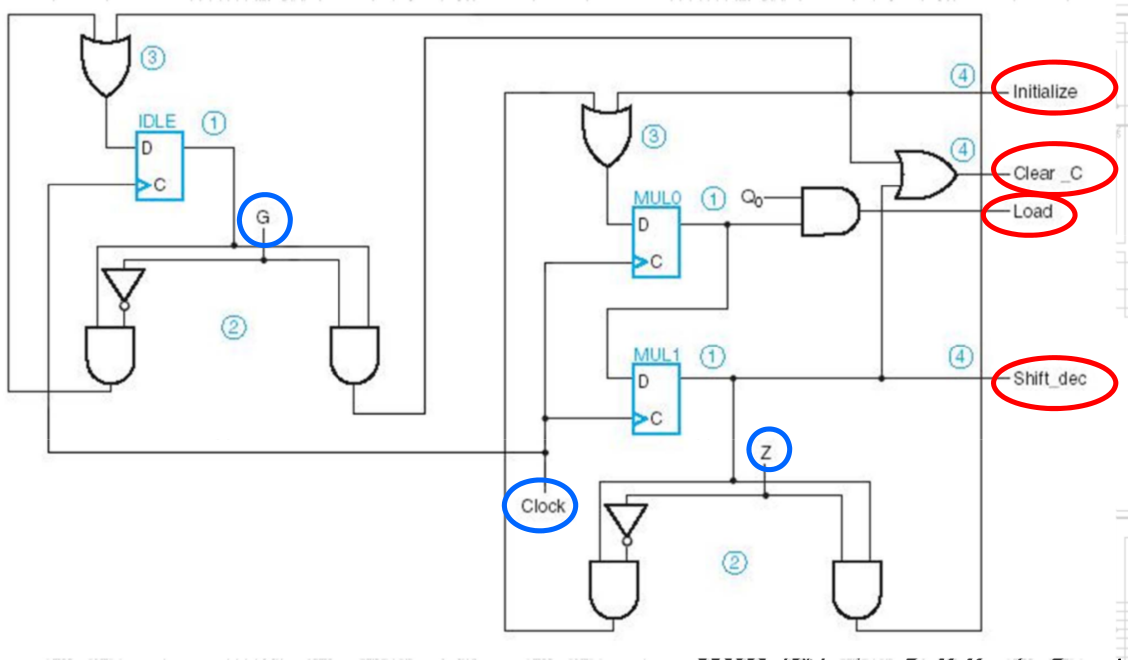 ③
④
Initialize
IDLE
①
③
④
D
Clear _C
C
MUL0
①
Q₀
Load
G
D
C
②
MUL1
①
④
D
Shift_dec
C
Z
Clock
②